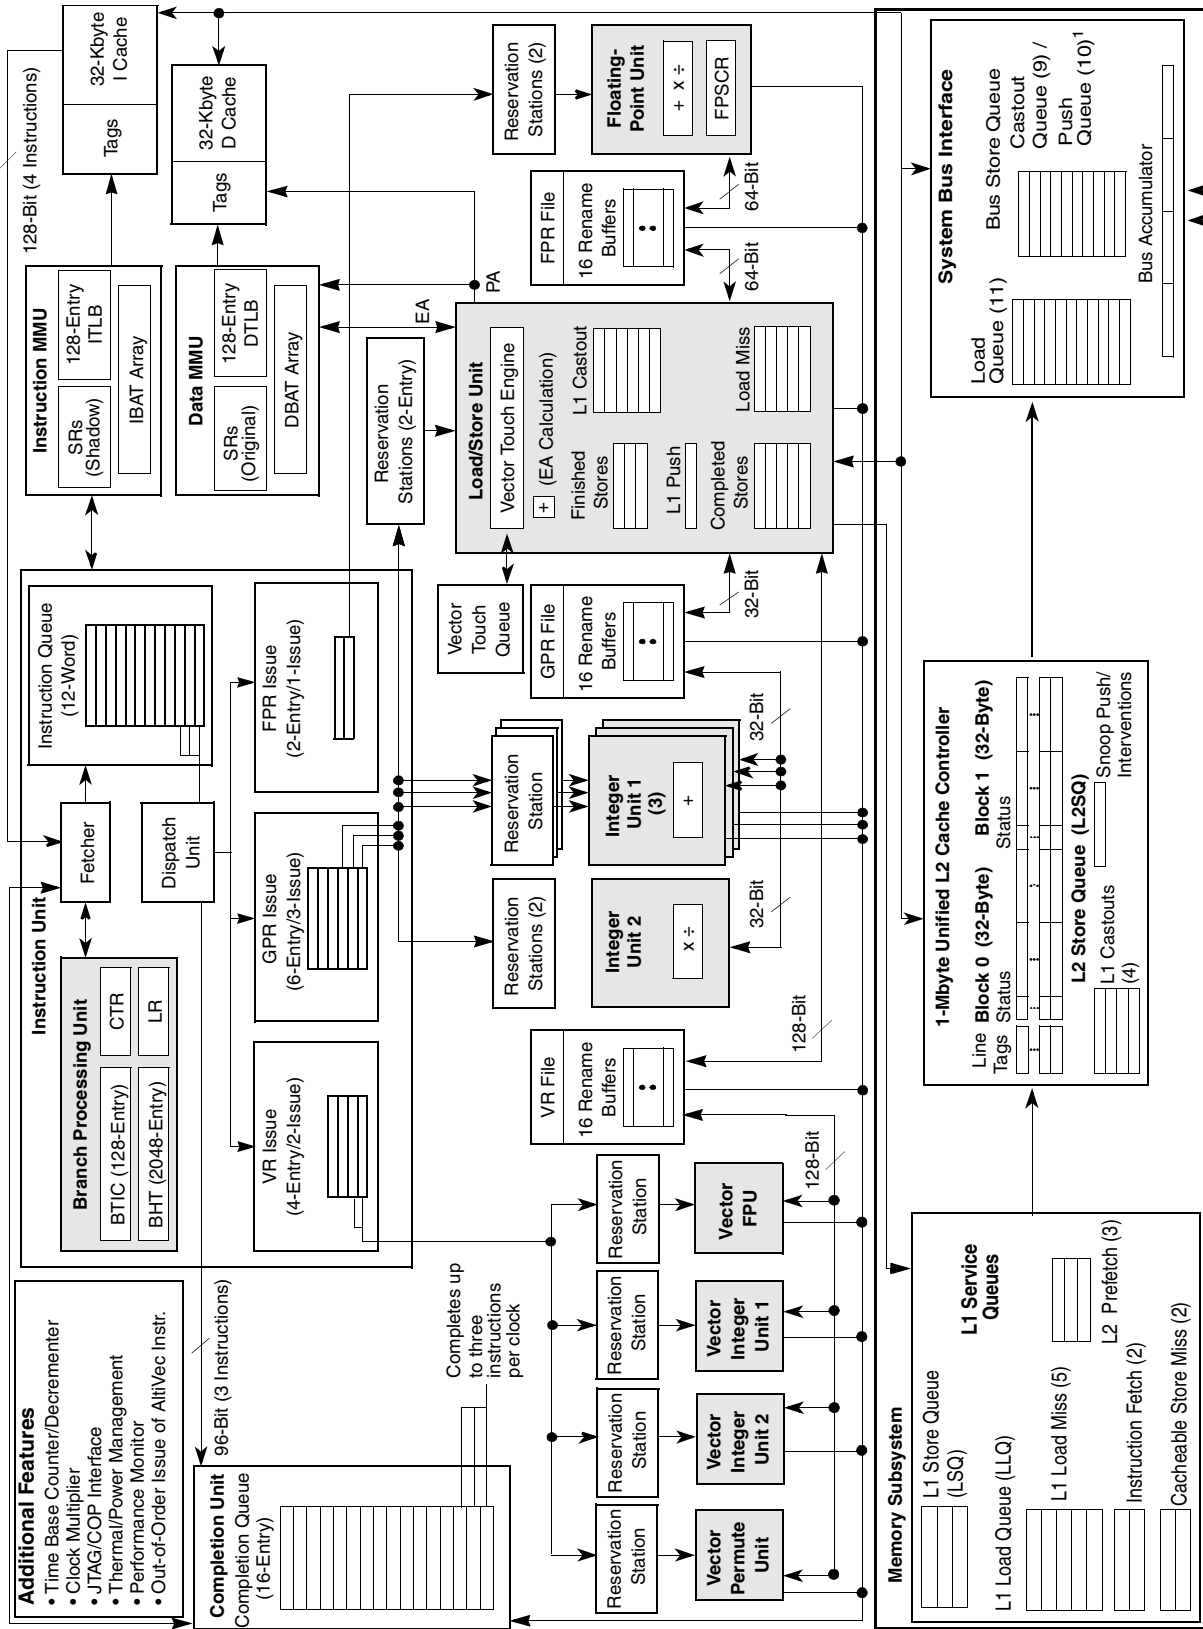 Additional Features
• Time Base Counter/Decrementer
• Clock Multiplier
• JTAG/COP Interface
• Thermal/Power Management
• Performance Monitor
• Out-of-Order Issue of AltiVec Instr.
Instruction Unit
Branch Processing Unit
BTIC (128-Entry)
CTR
BHT (2048-Entry)
LR
Fetcher
Dispatch
Unit
Instruction Queue
(12-Word)
VR Issue
(4-Entry/2-Issue)
GPR Issue
(6-Entry/3-Issue)
FPR Issue
(2-Entry/1-Issue)
Instruction MMU
SRs
(Shadow)
128-Entry
ITLB
IBAT Array
Data MMU
SRs
(Original)
128-Entry
DTLB
DBAT Array
128-Bit (4 Instructions)
Tags
32-Kbyte
I Cache
Tags
32-Kbyte
D Cache
96-Bit (3 Instructions)
Completion Unit
Completion Queue
(16-Entry)
Completes up
to three
instructions
per clock
EA
PA
Reservation
Stations (2-Entry)
Reservation
Stations (2)
Vector
Touch
Queue
Load/Store Unit
Vector Touch Engine
+
(EA Calculation)
Finished
Stores
L1 Castout
L1 Push
Completed
Stores
Load Miss
Reservation
Station
Reservation
Station
Reservation
Station
Reservation
Station
Vector
Permute
Unit
Vector
Integer
Unit 2
Vector
Integer
Unit 1
Vector
FPU
128-Bit
VR File
16 Rename
Buffers
128-Bit
Reservation
Stations (2)
Reservation
Station
Integer
Unit 2
x ÷
Integer
Unit 1
(3)
+
32-Bit
32-Bit
GPR File
16 Rename
Buffers
32-Bit
FPR File
16 Rename
Buffers
64-Bit
64-Bit
Floating-
Point Unit
+ x ÷
FPSCR
Memory Subsystem
L1 Store Queue
(LSQ)
L1 Service
Queues
L1 Load Queue (LLQ)
L1 Load Miss (5)
L2 Prefetch (3)
Instruction Fetch (2)
Cacheable Store Miss (2)
1-Mbyte Unified L2 Cache Controller
Line
Tags
Block 0 (32-Byte)
Status
Block 1 (32-Byte)
Status
L2 Store Queue (L2SQ)
L1 Castouts
(4)
Snoop Push/
Interventions
System Bus Interface
Load
Queue (11)
Bus Store Queue
Castout
Queue (9) /
Push
Queue (10)1
Bus Accumulator